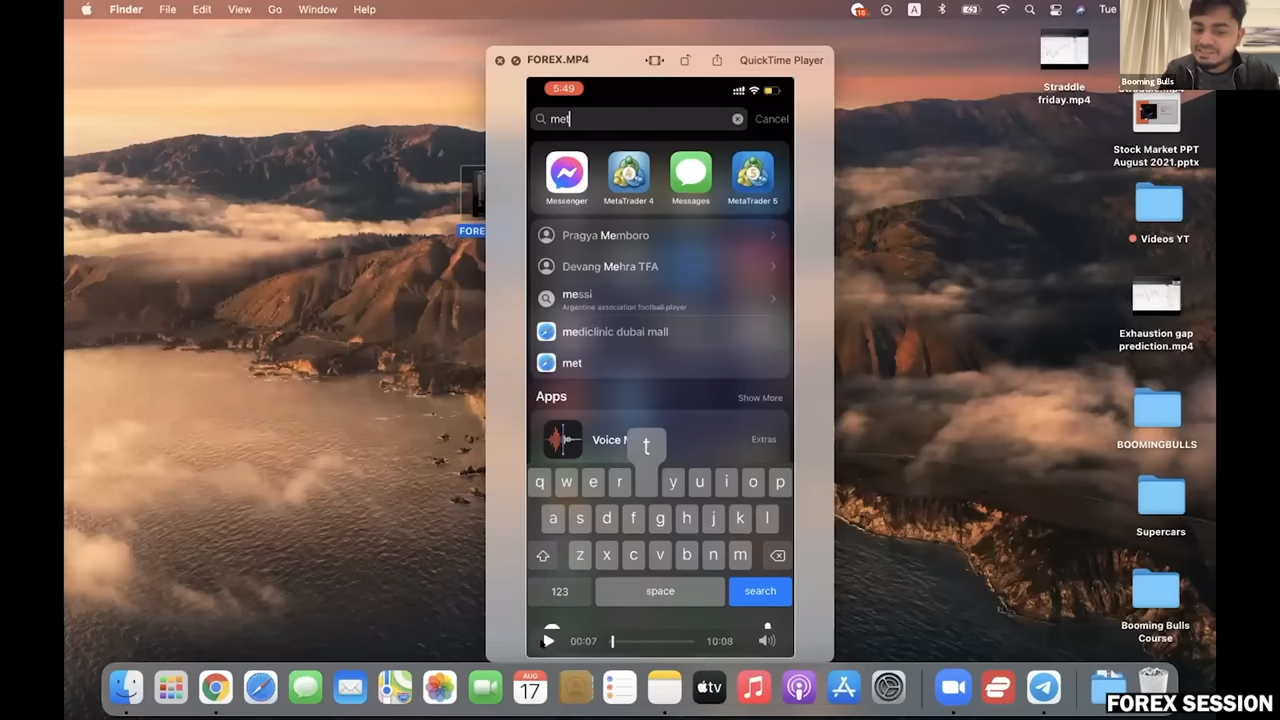 Finder File Edit View Go Window Help
16
A
Tue
Booming Bulls
FOREX.MP4
QuickTime Player
5:49
met
Cancel
Messenger
MetaTrader 4
Messages
MetaTrader 5
Pragya Memboro
Devang Mehra TFA
messi
Argentine association football player
mediclinic dubai mall
met
Apps
Show More
Voice M
Extras
t
q w e r y u i o p
a s d f g h j k l
z x c v b n m
123 space search
00:07
10:08
FORE
Straddle
friday.mp4
Stock Market PPT
August 2021.pptx
Videos YT
Exhaustion gap
prediction.mp4
BOOMINGBULLS
Supercars
Booming Bulls
Course
AUG
17
tv
FOREX SESSION